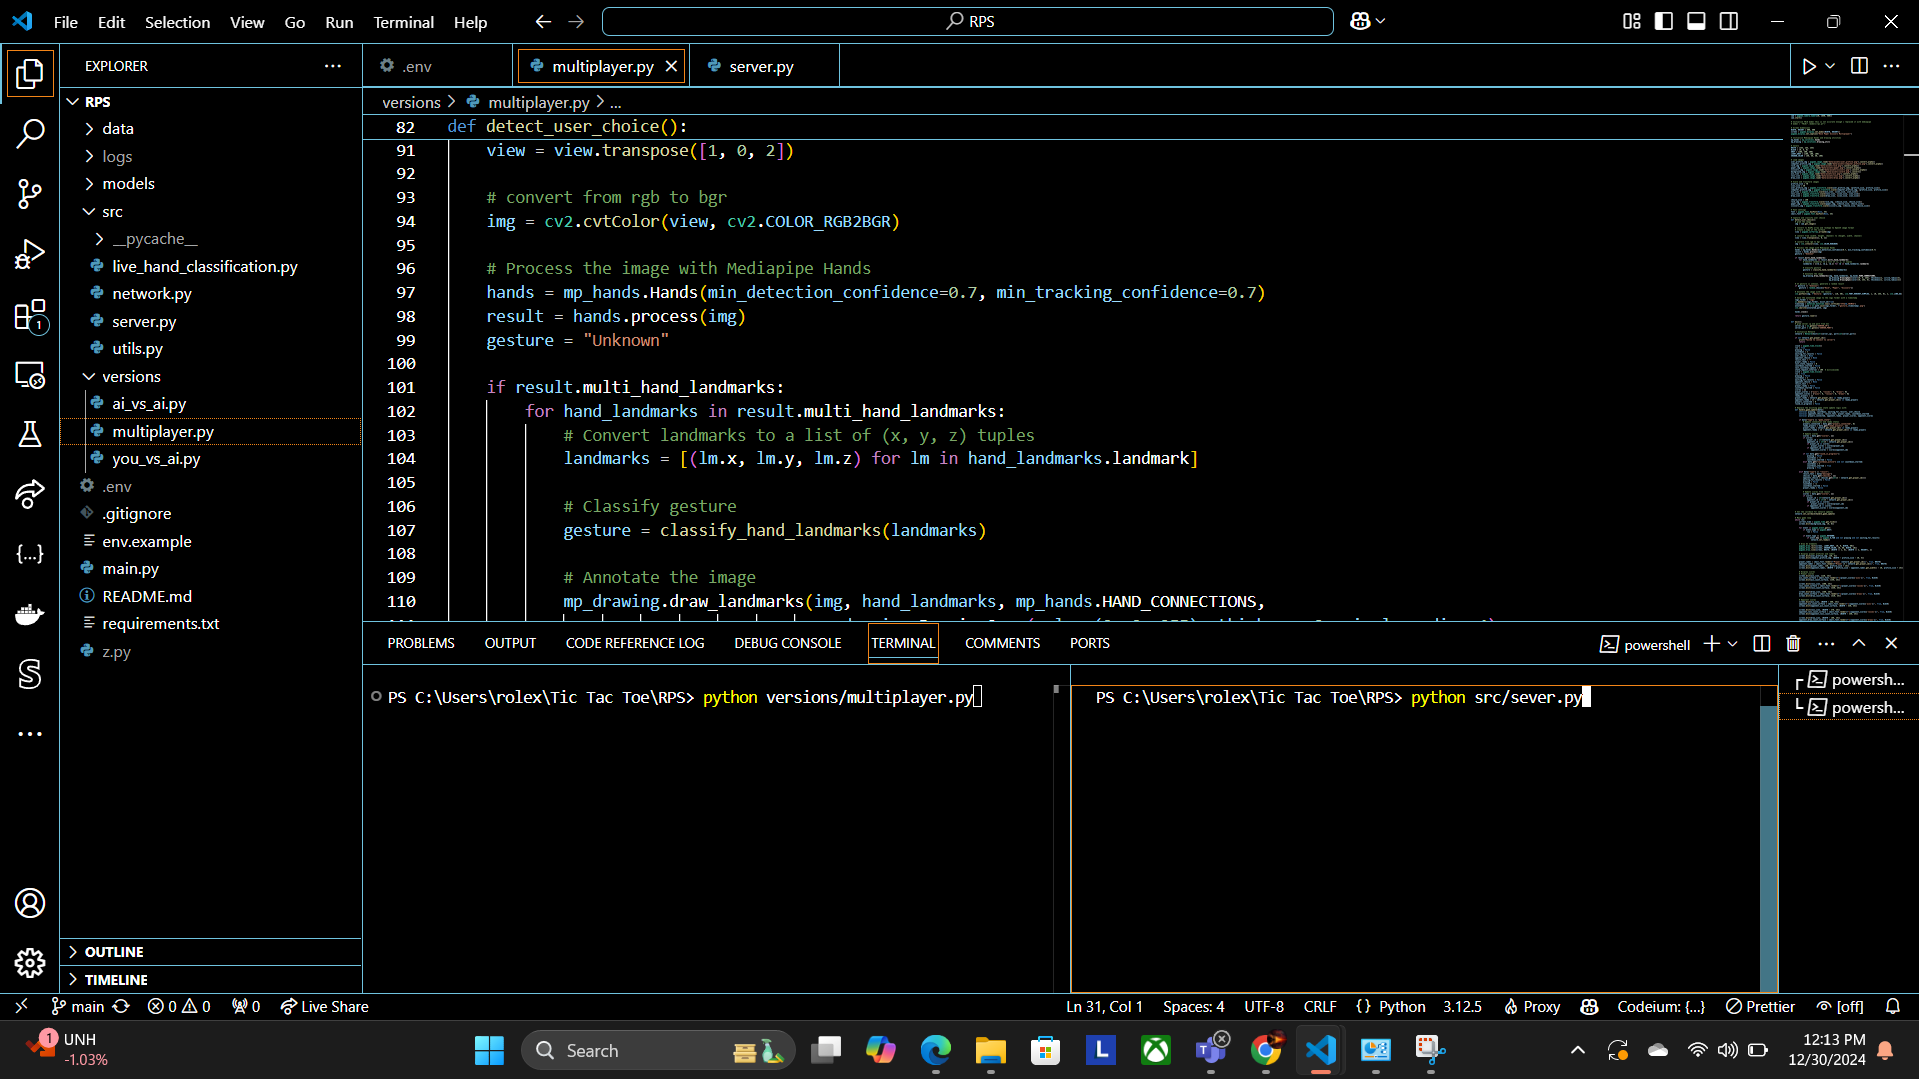 File Edit Selection View Go Run Terminal Help
RPS
EXPLORER
RPS
data
logs
models
src
__pycache__
live_hand_classification.py
network.py
server.py
utils.py
versions
ai_vs_ai.py
multiplayer.py
you_vs_ai.py
.env
.gitignore
env.example
main.py
README.md
requirements.txt
z.py
OUTLINE
TIMELINE
1
.env
multiplayer.py
server.py
versions > multiplayer.py > ...
82 def detect_user_choice():
91 view = view.transpose([1, 0, 2])
92
93 # convert from rgb to bgr
94 img = cv2.cvtColor(view, cv2.COLOR_RGB2BGR)
95
96 # Process the image with Mediapipe Hands
97 hands = mp_hands.Hands(min_detection_confidence=0.7, min_tracking_confidence=0.7)
98 result = hands.process(img)
99 gesture = "Unknown"
100
101 if result.multi_hand_landmarks:
102 for hand_landmarks in result.multi_hand_landmarks:
103 # Convert landmarks to a list of (x, y, z) tuples
104 landmarks = [(lm.x, lm.y, lm.z) for lm in hand_landmarks.landmark]
105
106 # Classify gesture
107 gesture = classify_hand_landmarks(landmarks)
108
109 # Annotate the image
110 mp_drawing.draw_landmarks(img, hand_landmarks, mp_hands.HAND_CONNECTIONS,
PROBLEMS OUTPUT CODE REFERENCE LOG DEBUG CONSOLE TERMINAL COMMENTS PORTS
powershell
PS C:\Users\rolex\Tic Tac Toe\RPS> python versions/multiplayer.py
PS C:\Users\rolex\Tic Tac Toe\RPS> python src/sever.py
powersh...
powersh...
main 0 0 0 Live Share
Ln 31, Col 1 Spaces: 4 UTF-8 CRLF {} Python 3.12.5 Proxy Codeium: {...} Prettier [off]
1
UNH
-1.03%
Search
L
12:13 PM
12/30/2024